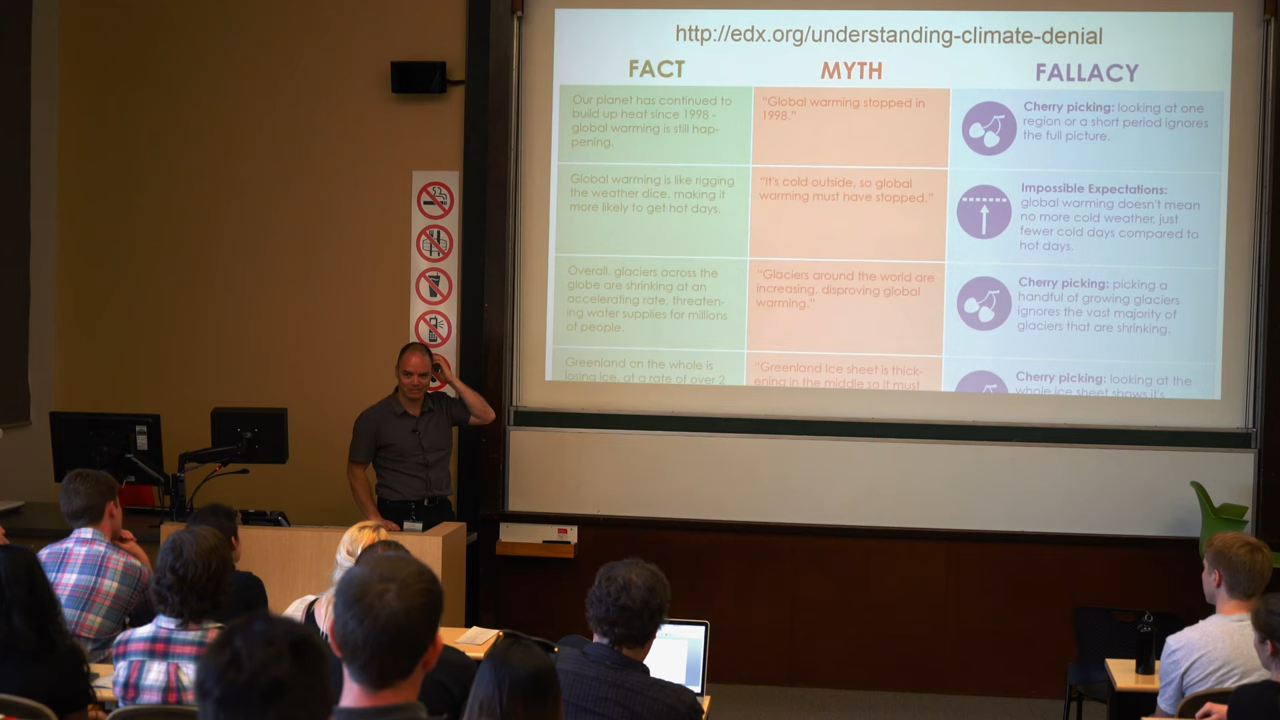 http://edx.org/understanding-climate-denial
FACT
MYTH
FALLACY
Our planet has continued to
build up heat since 1998 -
global warming is still hap-
pening.
"Global warming stopped in
1998."
Cherry picking: looking at one
region or a short period ignores
the full picture.
Global warming is like rigging
the weather dice, making it
more likely to get hot days.
"It's cold outside, so global
warming must have stopped."
Impossible Expectations:
global warming doesn't mean
no more cold weather, just
fewer cold days compared to
hot days.
Overall, glaciers across the
globe are shrinking at an
accelerating rate, threaten-
ing water supplies for millions
of people.
"Glaciers around the world are
increasing, disproving global
warming."
Cherry picking: picking a
handful of growing glaciers
ignores the vast majority of
glaciers that are shrinking.
Greenland on the whole is
losing ice, at a rate of over 2
"Greenland Ice sheet is thick-
ening in the middle so it must
Cherry picking: looking at the
whole ice sheet shows it's